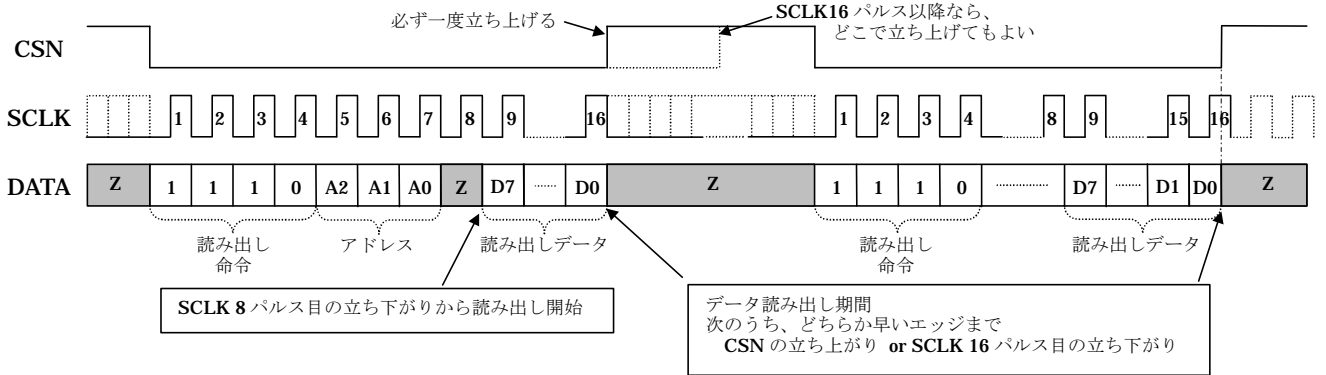 必ず一度立ち上げる
SCLK16 パルス以降なら、
どこで立ち上げてもよい
CSN
SCLK
1 2 3 4 5 6 7 8 9 16 1 2 3 4 8 9 15 16
DATA
Z 1 1 1 0 A2 A1 A0 Z D7 ...... D0 Z 1 1 1 0 .............. D7 ...... D1 D0 Z
読み出し
命令
アドレス
読み出しデータ
読み出し
命令
読み出しデータ
SCLK 8 パルス目の立ち下がりから読み出し開始
データ読み出し期間
次のうち、どちらか早いエッジまで
CSN の立ち上がり or SCLK 16 パルス目の立ち下がり